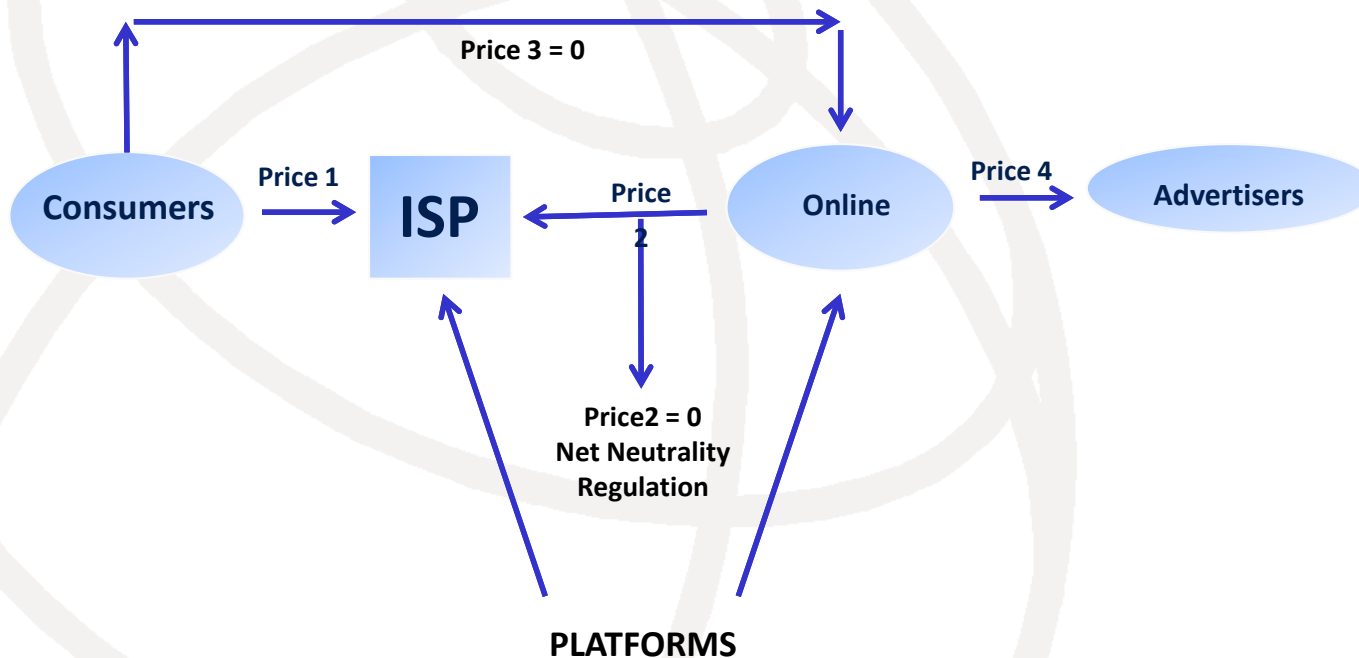 Price 3 = 0
Consumers
Price 1
ISP
Price
2
Online
Price 4
Advertisers
Price2 = 0
Net Neutrality
Regulation
PLATFORMS